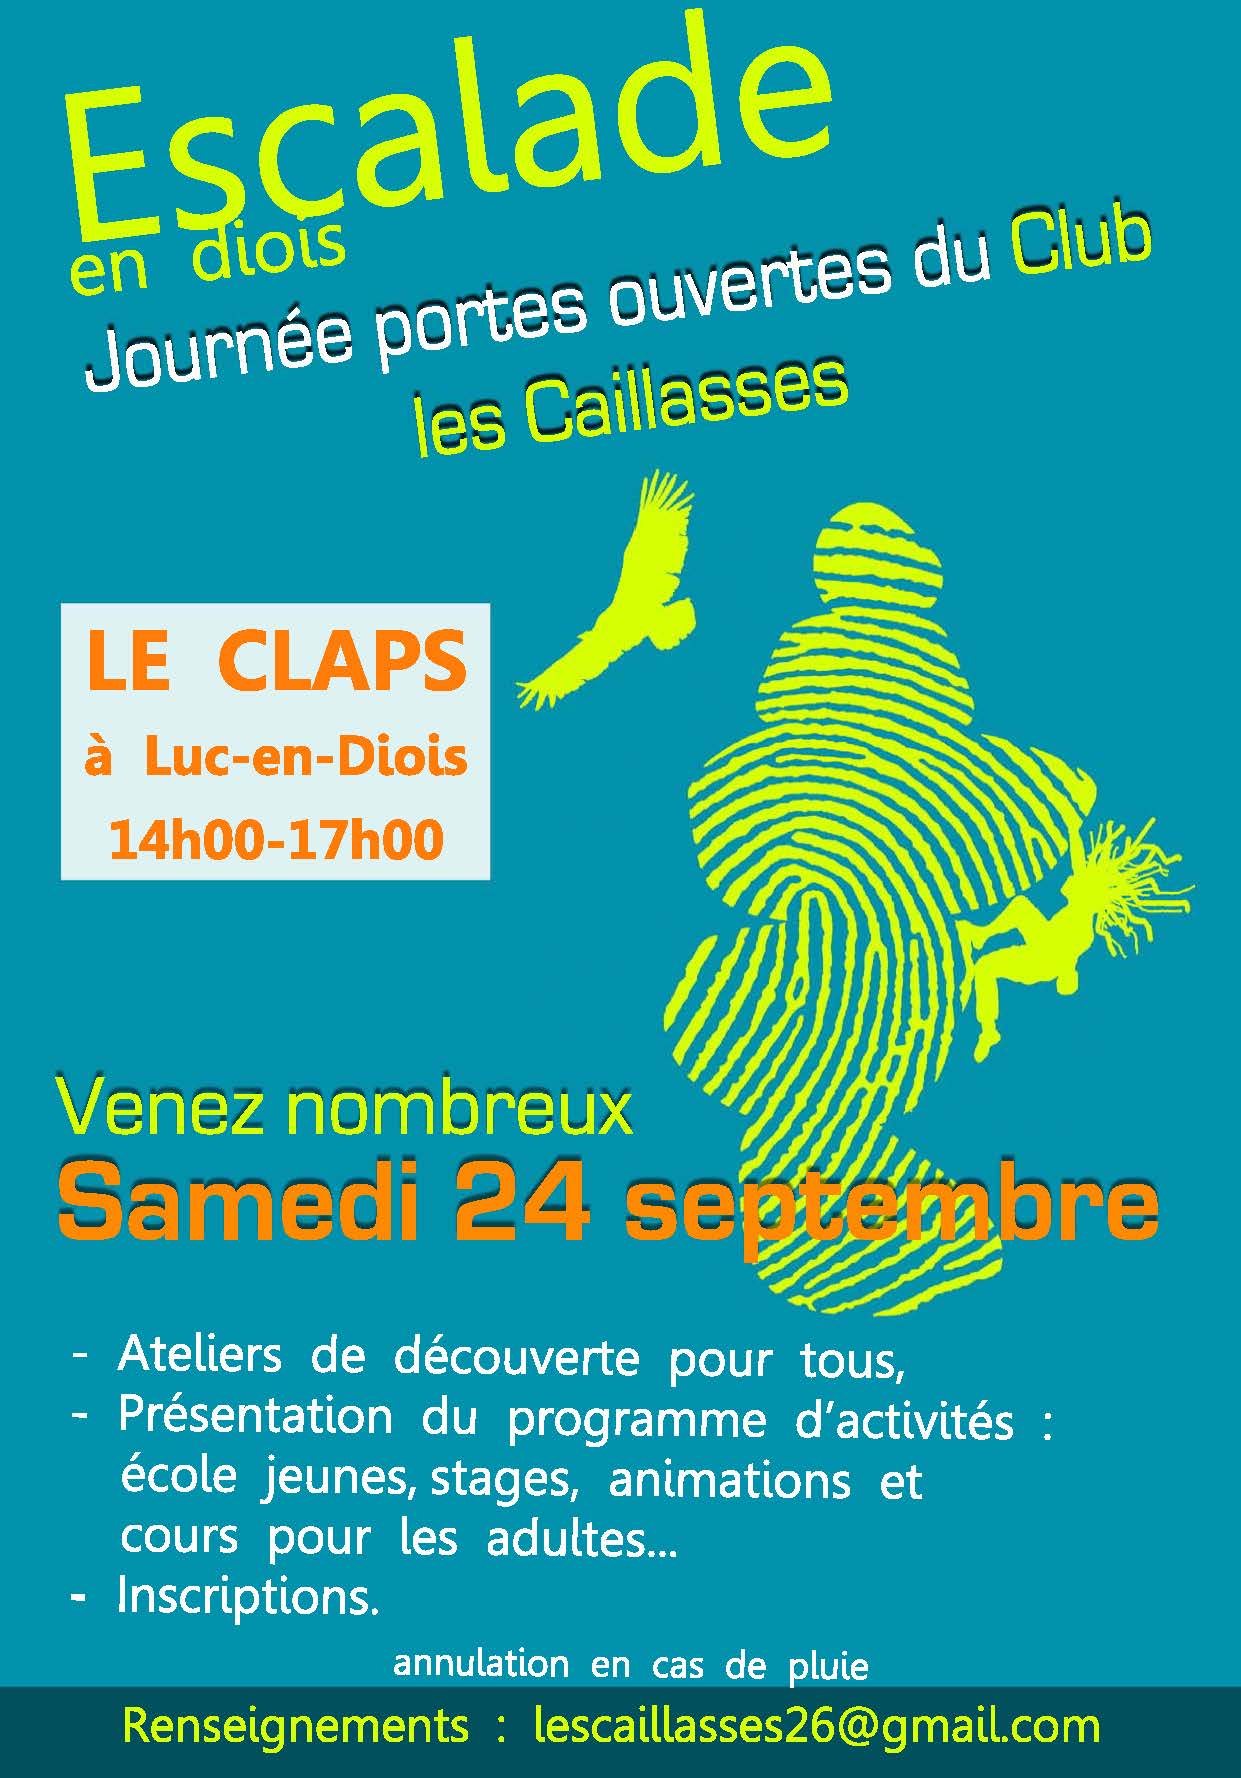 Escalade
en diois
Journée portes ouvertes du Club
les Caillasses
LE CLAPS
à Luc-en-Diois
14h00-17h00
Venez nombreux
Samedi 24 septembre
- Ateliers de découverte pour tous,
- Présentation du programme d'activités :
école jeunes, stages, animations et
cours pour les adultes...
- Inscriptions.
annulation en cas de pluie
Renseignements : lescaillasses26@gmail.com